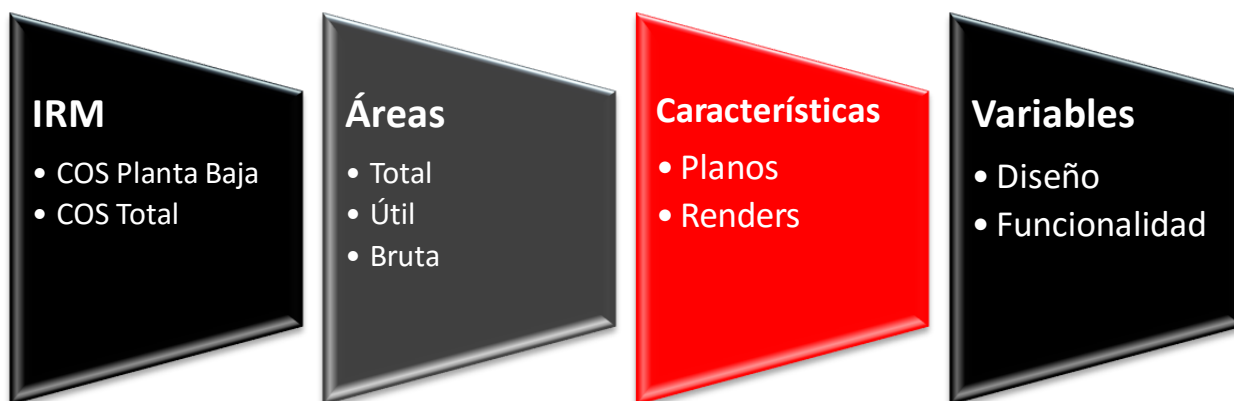 IRM
• COS Planta Baja
• COS Total
Áreas
• Total
• Útil
• Bruta
Características
• Planos
• Renders
Variables
• Diseño
• Funcionalidad